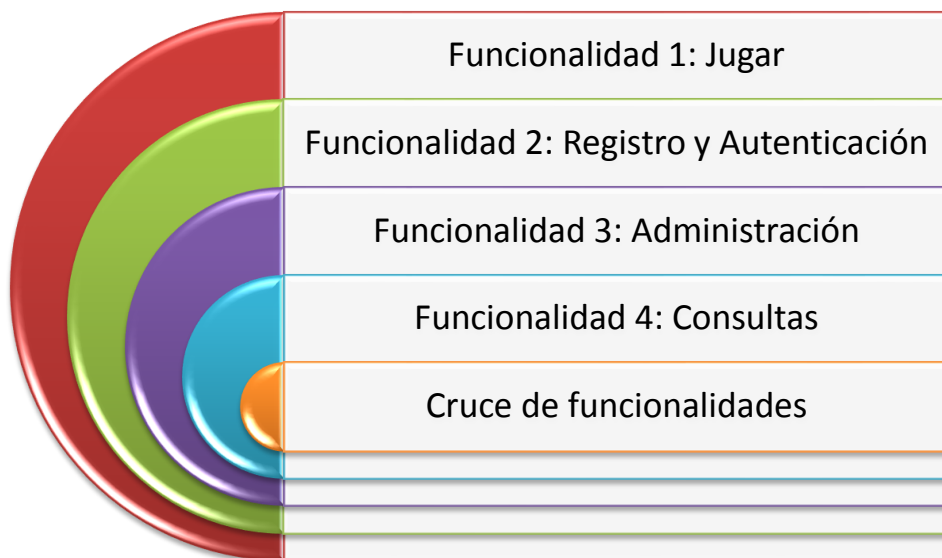 Funcionalidad 1: Jugar
Funcionalidad 2: Registro y Autenticación
Funcionalidad 3: Administración
Funcionalidad 4: Consultas
Cruce de funcionalidades